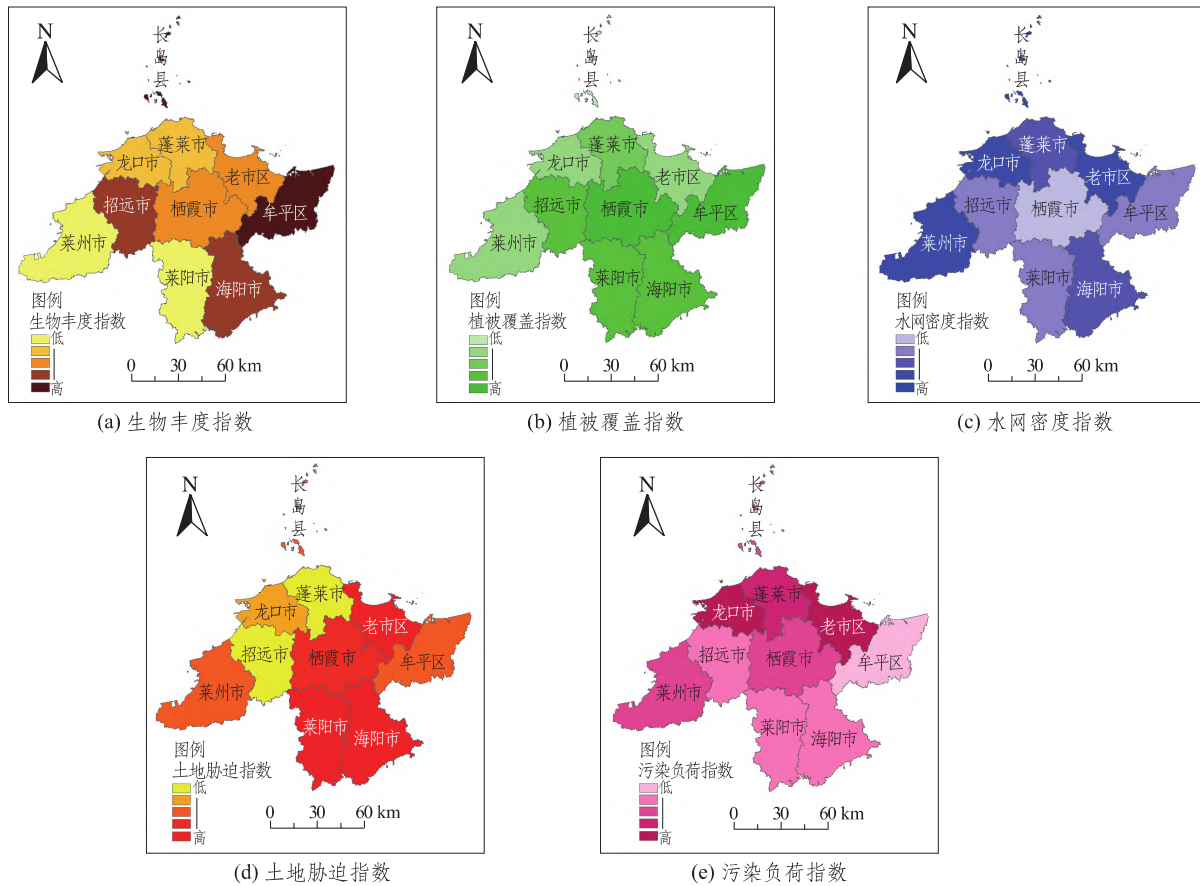 N
长岛县
蓬莱市
龙口市
老市区
招远市
栖霞市
牟平区
莱州市
莱阳市
海阳市
图例
生物丰度指数
低
高
0 30 60 km
(a) 生物丰度指数
N
长岛县
蓬莱市
龙口市
老市区
招远市
栖霞市
牟平区
莱州市
莱阳市
海阳市
图例
植被覆盖指数
低
高
0 30 60 km
(b) 植被覆盖指数
N
长岛县
蓬莱市
龙口市
老市区
招远市
栖霞市
牟平区
莱州市
莱阳市
海阳市
图例
水网密度指数
低
高
0 30 60 km
(c) 水网密度指数
N
长岛县
蓬莱市
龙口市
老市区
招远市
栖霞市
牟平区
莱州市
莱阳市
海阳市
图例
土地胁迫指数
低
高
0 30 60 km
(d) 土地胁迫指数
N
长岛县
蓬莱市
龙口市
老市区
招远市
栖霞市
牟平区
莱州市
莱阳市
海阳市
图例
污染负荷指数
低
高
0 30 60 km
(e) 污染负荷指数